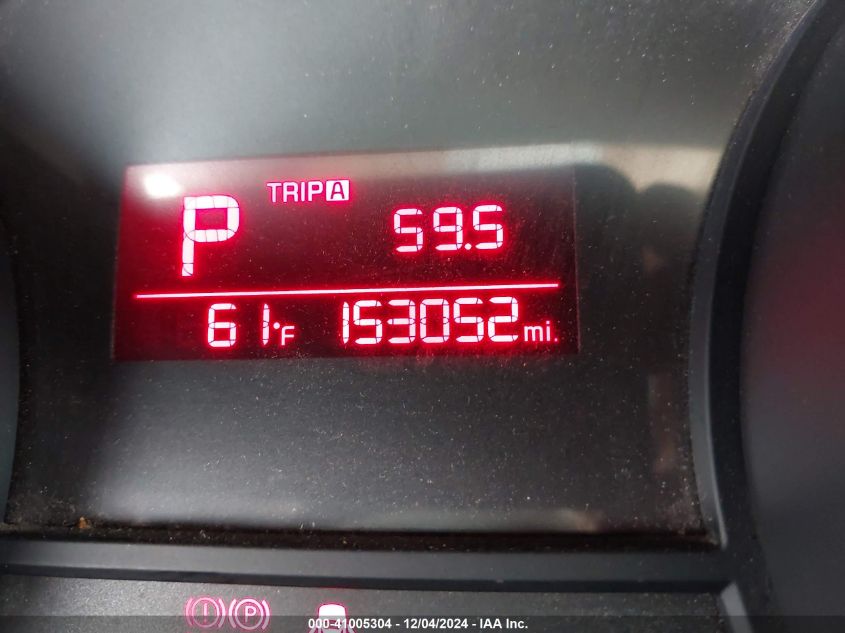 TRIP A
P 59.5
61°F 153052 mi.
(!) (P)
000-41005304 - 12/04/2024 - IAA Inc.